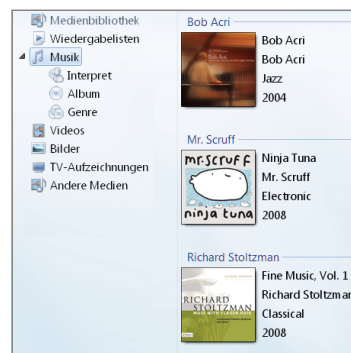 Medienbibliothek
Wiedergabelisten
Musik
Interpret
Album
Genre
Videos
Bilder
TV-Aufzeichnungen
Andere Medien
Bob Acri
Bob Acri
Bob Acri
Jazz
2004
Mr. Scruff
mr.scruff
ninja tuna
Ninja Tuna
Mr. Scruff
Electronic
2008
Richard Stoltzman
RICHARD
STOLTZMAN
Fine Music, Vol. 1
Richard Stoltzman
Classical
2008